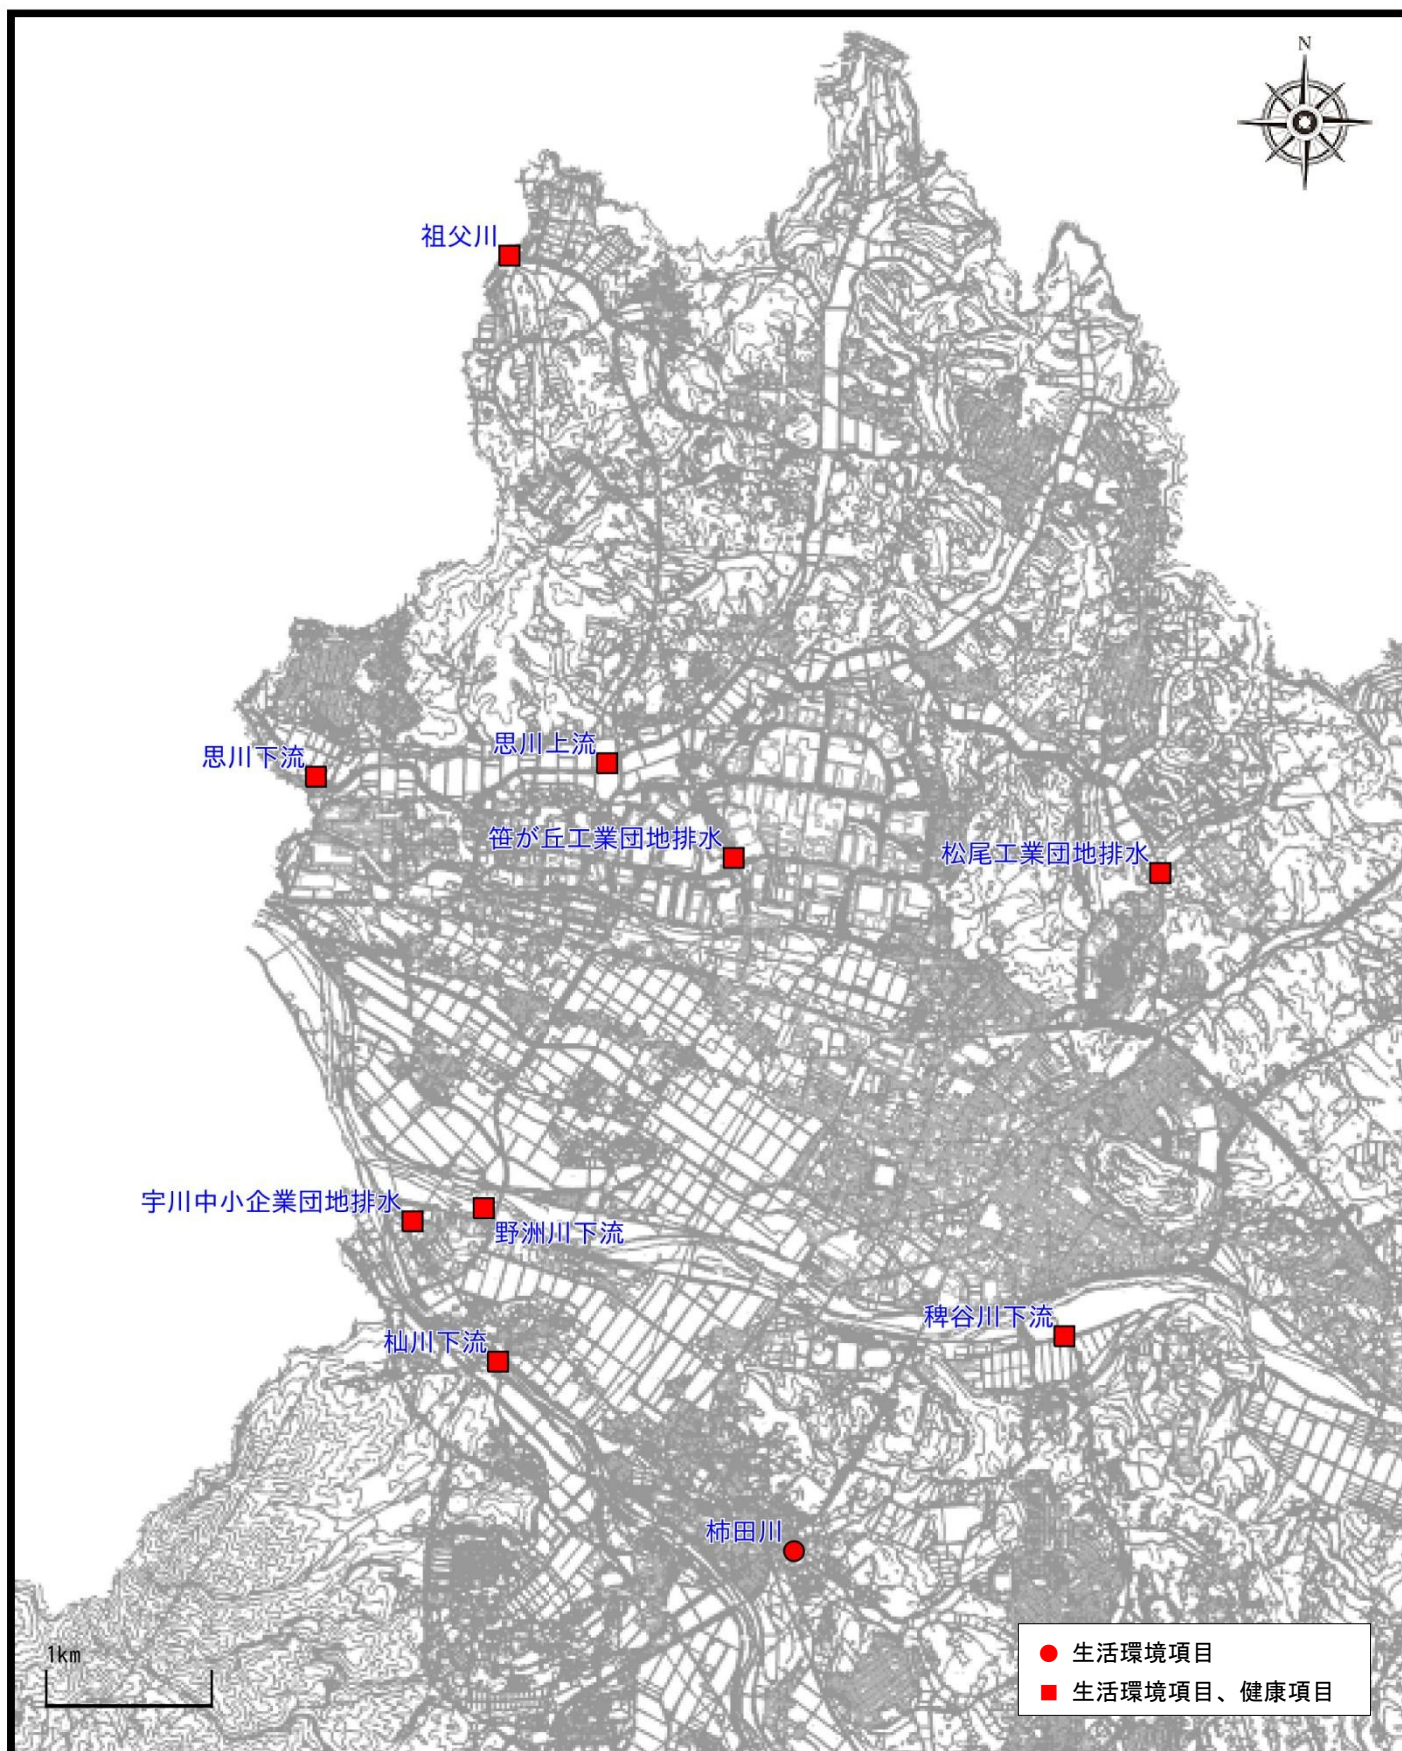 N
祖父川
思川上流
思川下流
笹が丘工業団地排水
松尾工業団地排水
宇川中小企業団地排水
野洲川下流
稗谷川下流
杣川下流
柿田川
1km
生活環境項目
生活環境項目、健康項目